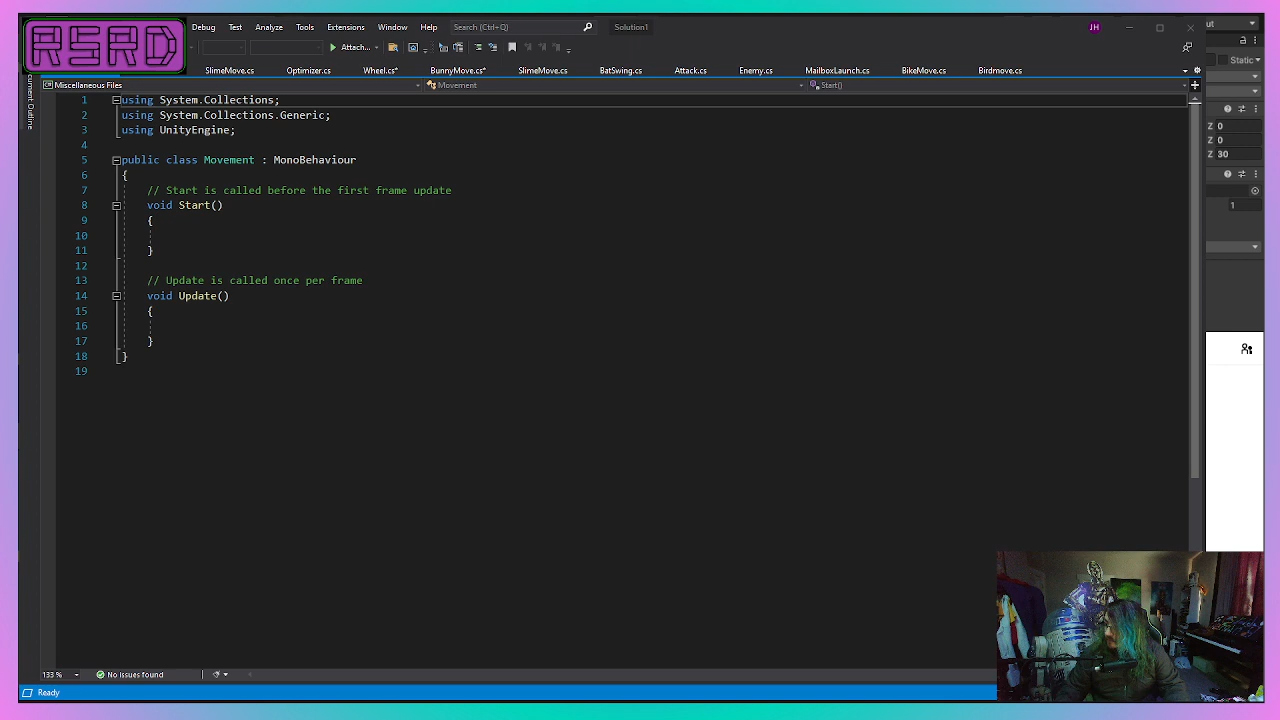 RSRD
Debug Test Analyze Tools Extensions Window Help Search (Ctrl+Q) Solution1 JH
Attach...
Static
SlimeMove.cs Optimizer.cs Wheel.cs* BunnyMove.cs* SlimeMove.cs BatSwing.cs Attack.cs Enemy.cs MailboxLaunch.cs BikeMove.cs Birdmove.cs
Miscellaneous Files Movement Start()
cument Outline
1 using System.Collections;
2 using System.Collections.Generic;
3 using UnityEngine;
4
5 public class Movement : MonoBehaviour
6 {
7 // Start is called before the first frame update
8 void Start()
9 {
10
11 }
12
13 // Update is called once per frame
14 void Update()
15 {
16
17 }
18 }
19
Z 0
Z 0
Z 30
1
133 % No issues found
Ready